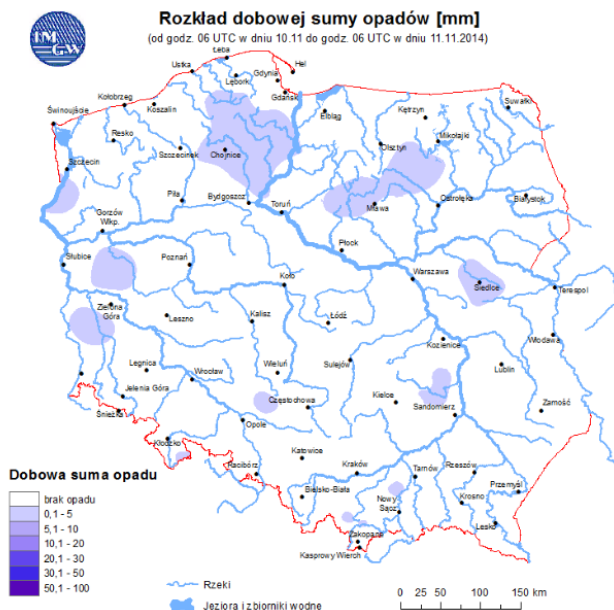 IM
GW
Rozkład dobowej sumy opadów [mm]
(od godz. 06 UTC w dniu 10.11 do godz. 06 UTC w dniu 11.11.2014)
Łeba
Ustka
Hel
Lębork
Gdynia
Gdańsk
Kołobrzeg
Koszalin
Elbląg
Kętrzyn
Suwałki
Świnoujście
Resko
Szczecinek
Chojnice
Olsztyn
Mikołajki
Szczecin
Piła
Bydgoszcz
Toruń
Mława
Ostrołęka
Białystok
Gorzów
Wlkp.
Płock
Słubice
Poznań
Koło
Warszawa
Siedlce
Terespol
Zielona
Góra
Leszno
Kalisz
Łódź
Kozienice
Włodawa
Legnica
Wrocław
Wieluń
Sulejów
Lublin
Jelenia Góra
Śnieżka
Częstochowa
Kielce
Sandomierz
Zamość
Kłodzko
Opole
Racibórz
Katowice
Kraków
Tarnów
Rzeszów
Przemyśl
Bielsko-Biała
Nowy
Sącz
Krosno
Lesko
Zakopane
Kasprowy Wierch
Dobowa suma opadu
brak opadu
0,1 - 5
5,1 - 10
10,1 - 20
20,1 - 30
30,1 - 50
50,1 - 100
Rzeki
Jeziora i zbiorniki wodne
0 25 50 100 150 km